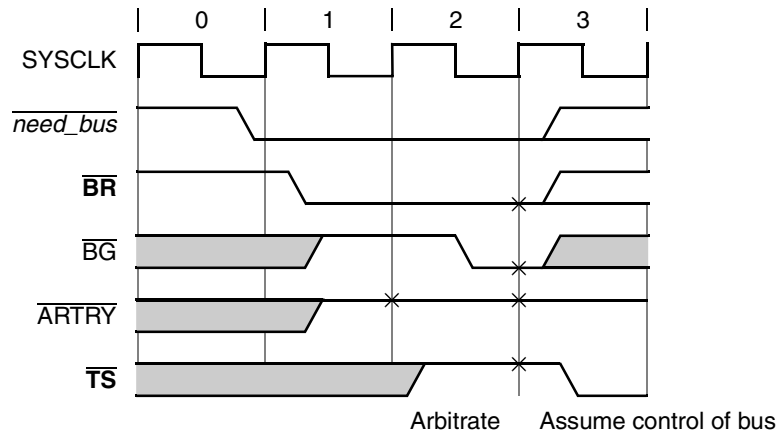 0 1 2 3
SYSCLK
need_bus
BR
BG
ARTRY
TS
Arbitrate Assume control of bus